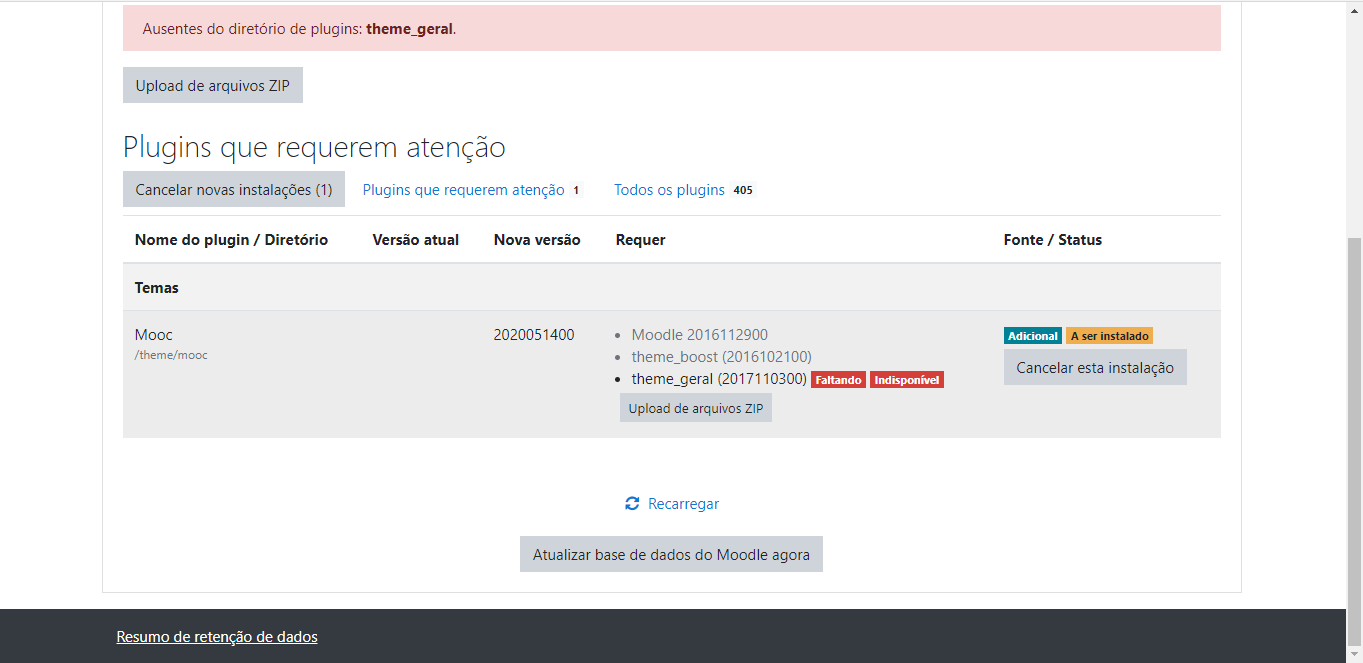 Ausentes do diretório de plugins: theme_geral.
Upload de arquivos ZIP
Plugins que requerem atenção
Cancelar novas instalações (1) Plugins que requerem atenção 1 Todos os plugins 405
Nome do plugin / Diretório Versão atual Nova versão Requer Fonte / Status
Temas
Mooc 2020051400 Moodle 2016112900 Adicional A ser instalado
/theme/mooc theme_boost (2016102100)
theme_geral (2017110300) Faltando Indisponível Cancelar esta instalação
Upload de arquivos ZIP
Recarregar
Atualizar base de dados do Moodle agora
Resumo de retenção de dados